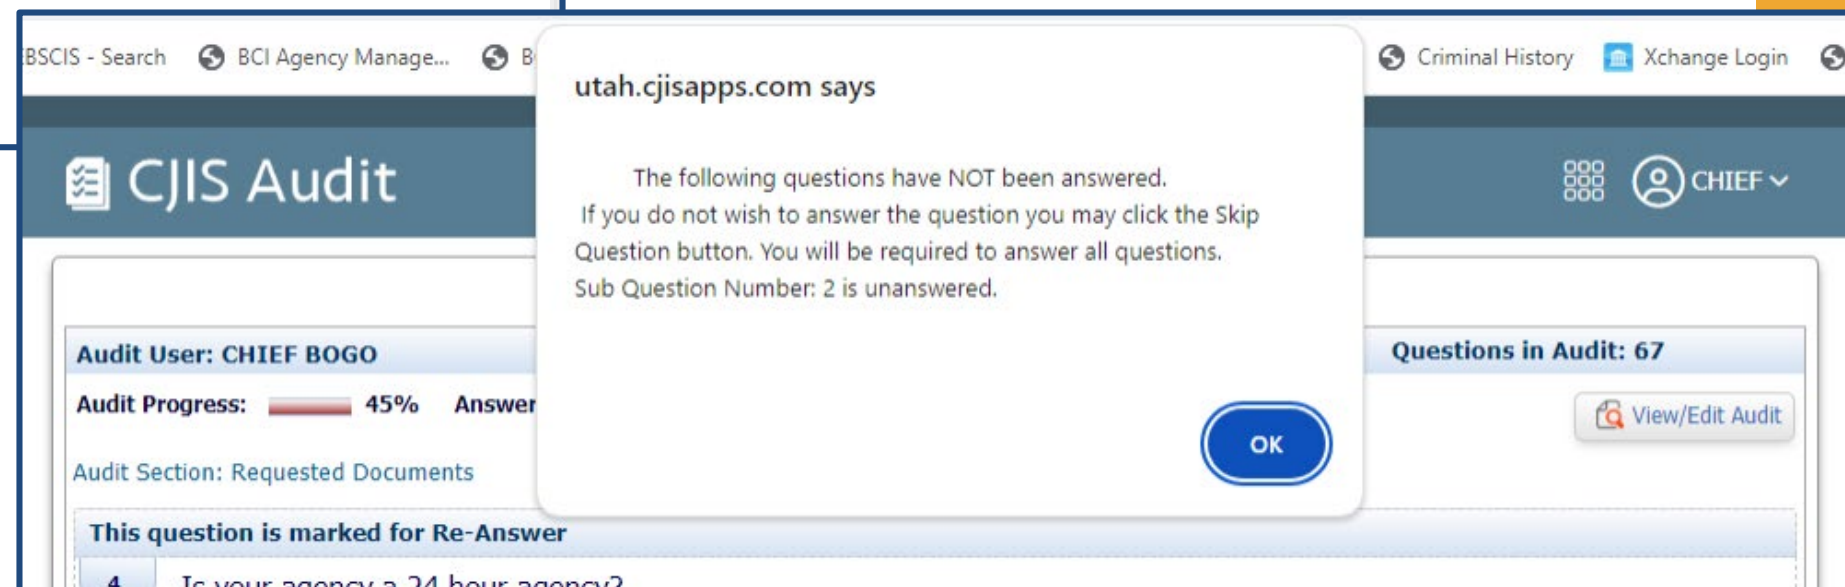 BSCIS - Search BCI Agency Manage... Criminal History Xchange Login
utah.cjisapps.com says
The following questions have NOT been answered.
If you do not wish to answer the question you may click the Skip
Question button. You will be required to answer all questions.
Sub Question Number: 2 is unanswered.
OK
CJIS Audit
CHIEF
Audit User: CHIEF BOGO
Questions in Audit: 67
Audit Progress: 45% Answer
View/Edit Audit
Audit Section: Requested Documents
This question is marked for Re-Answer
4 Is your agency a 24 hour agency?